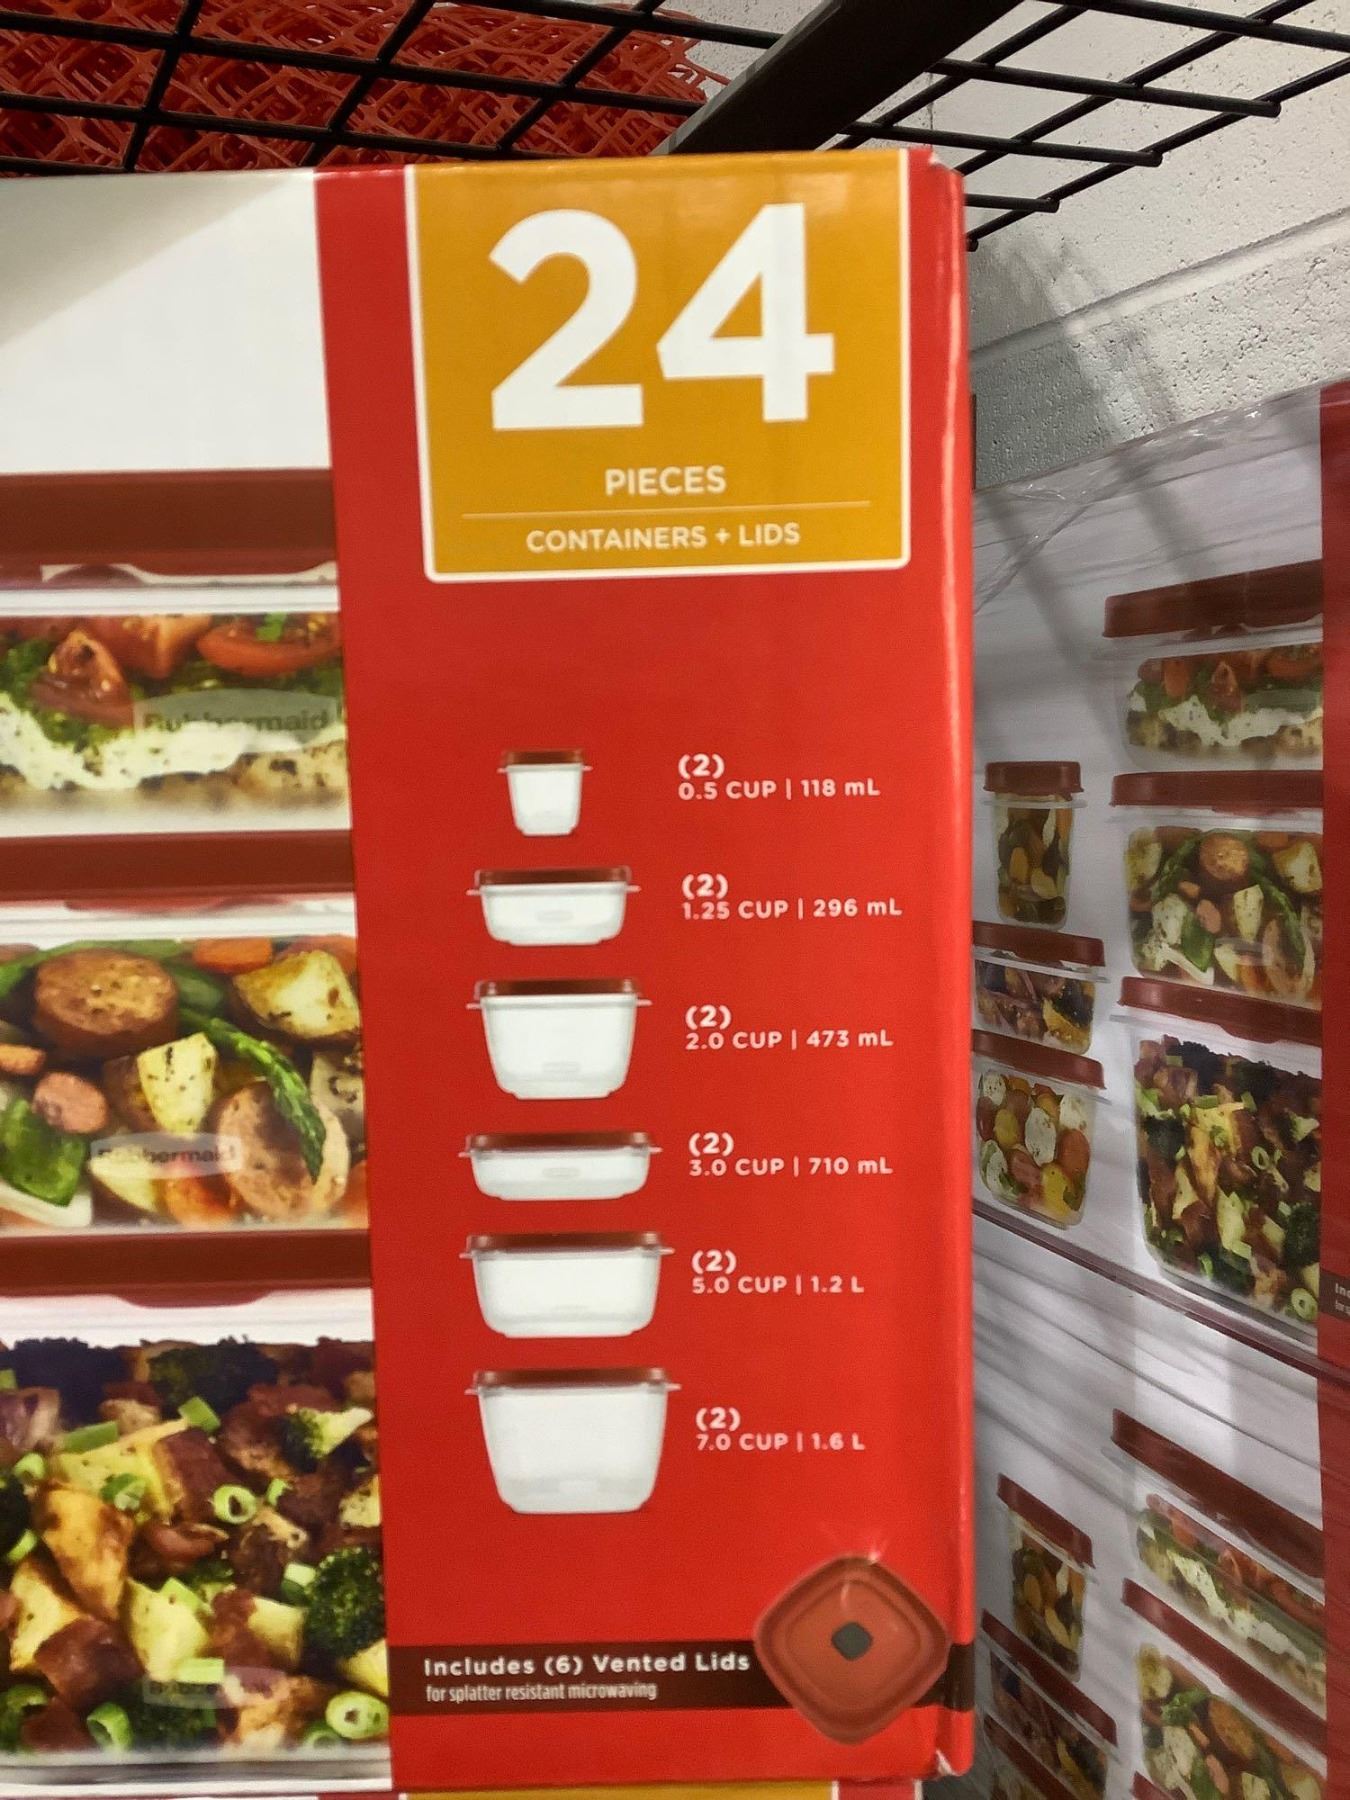 24
PIECES
CONTAINERS + LIDS
Rubbermaid
(2)
0.5 CUP | 118 mL
(2)
1.25 CUP | 296 mL
(2)
2.0 CUP | 473 mL
Rubbermaid
(2)
3.0 CUP | 710 mL
(2)
5.0 CUP | 1.2 L
(2)
7.0 CUP | 1.6 L
Includes (6) Vented Lids
for splatter resistant microwaving